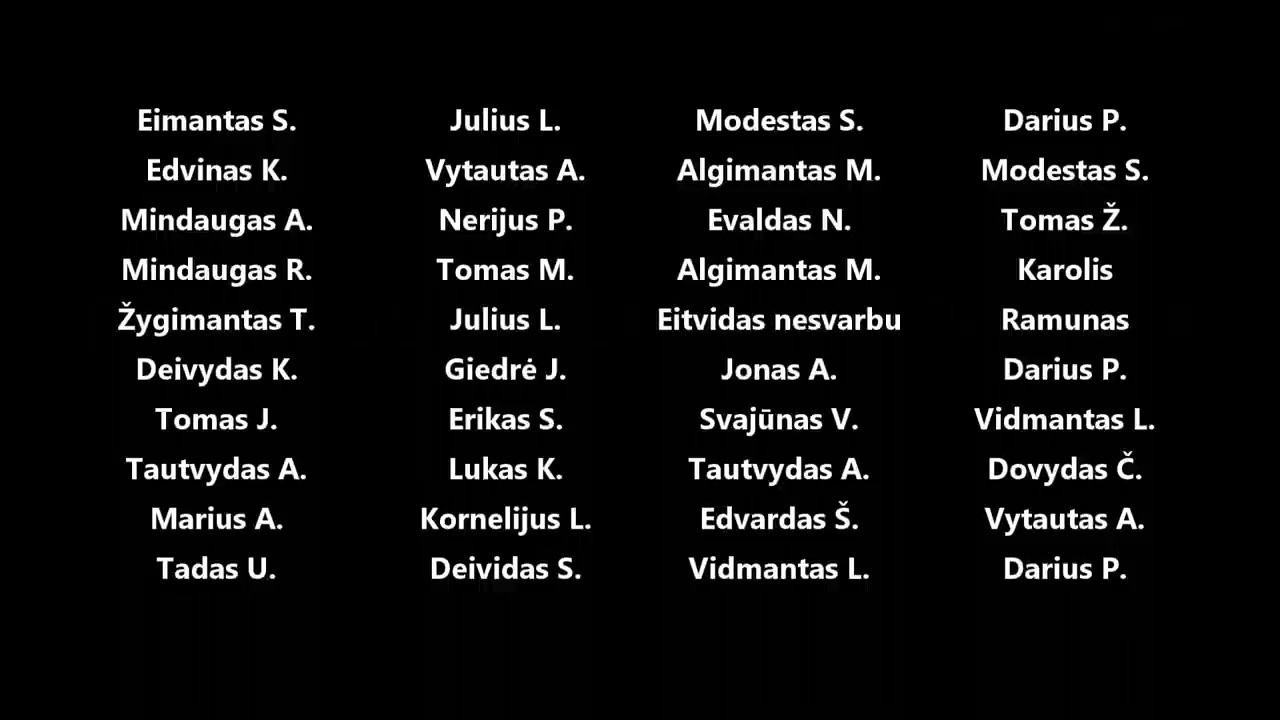 Eimantas S. Julius L. Modestas S. Darius P.
Edvinas K. Vytautas A. Algimantas M. Modestas S.
Mindaugas A. Nerijus P. Evaldas N. Tomas Ž.
Mindaugas R. Tomas M. Algimantas M. Karolis
Žygimantas T. Julius L. Eitvidas nesvarbu Ramunas
Deivydas K. Giedrė J. Jonas A. Darius P.
Tomas J. Erikas S. Svajūnas V. Vidmantas L.
Tautvydas A. Lukas K. Tautvydas A. Dovydas Č.
Marius A. Kornelijus L. Edvardas Š. Vytautas A.
Tadas U. Deividas S. Vidmantas L. Darius P.